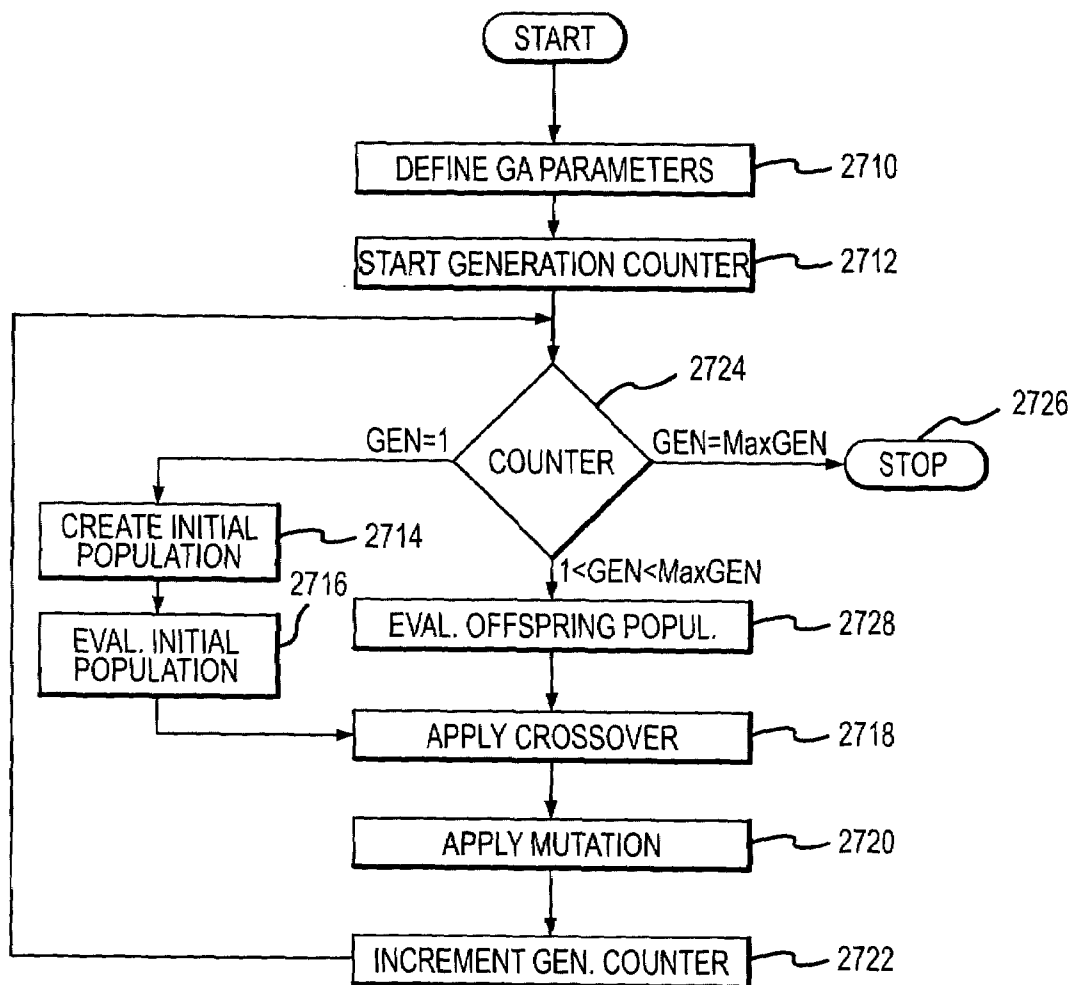 START
DEFINE GA PARAMETERS
2710
START GENERATION COUNTER
2712
2724
2726
GEN=1
COUNTER
GEN=MaxGEN
STOP
CREATE INITIAL
POPULATION
2714
1<GEN<MaxGEN
2716
EVAL. INITIAL
POPULATION
EVAL. OFFSPRING POPUL.
2728
APPLY CROSSOVER
2718
APPLY MUTATION
2720
INCREMENT GEN. COUNTER
2722